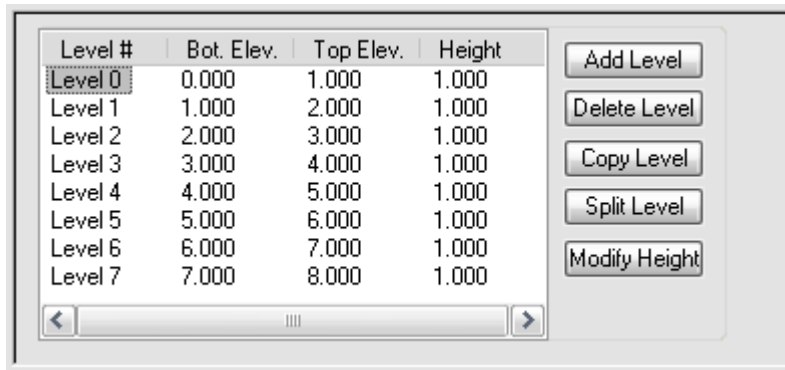 Level # Bot. Elev. Top Elev. Height
Level 0 0.000 1.000 1.000
Level 1 1.000 2.000 1.000
Level 2 2.000 3.000 1.000
Level 3 3.000 4.000 1.000
Level 4 4.000 5.000 1.000
Level 5 5.000 6.000 1.000
Level 6 6.000 7.000 1.000
Level 7 7.000 8.000 1.000
Add Level
Delete Level
Copy Level
Split Level
Modify Height